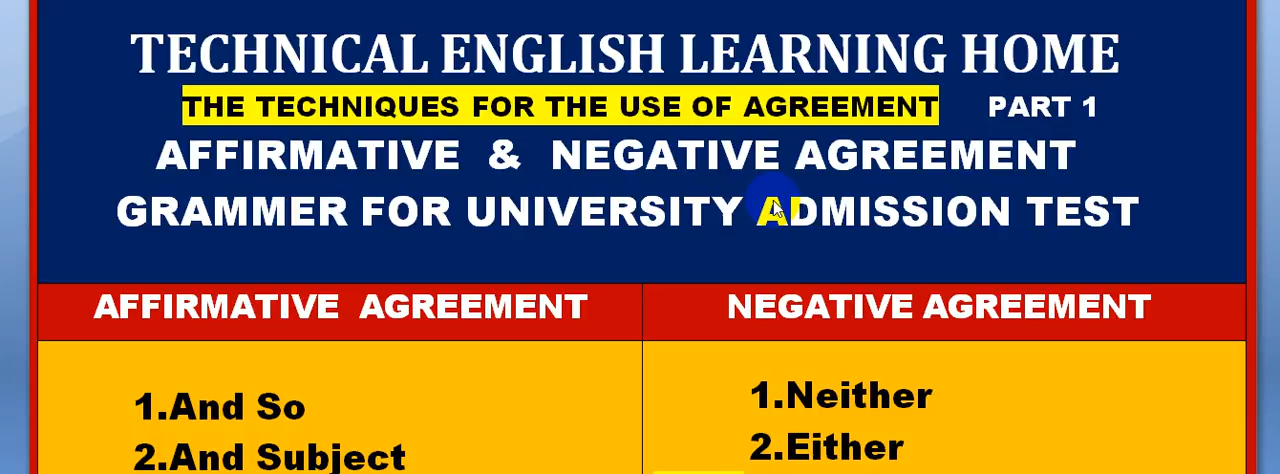 TECHNICAL ENGLISH LEARNING HOME
THE TECHNIQUES FOR THE USE OF AGREEMENT PART 1
AFFIRMATIVE & NEGATIVE AGREEMENT
GRAMMER FOR UNIVERSITY ADMISSION TEST
AFFIRMATIVE AGREEMENT
NEGATIVE AGREEMENT
1.And So
2.And Subject
1.Neither
2.Either